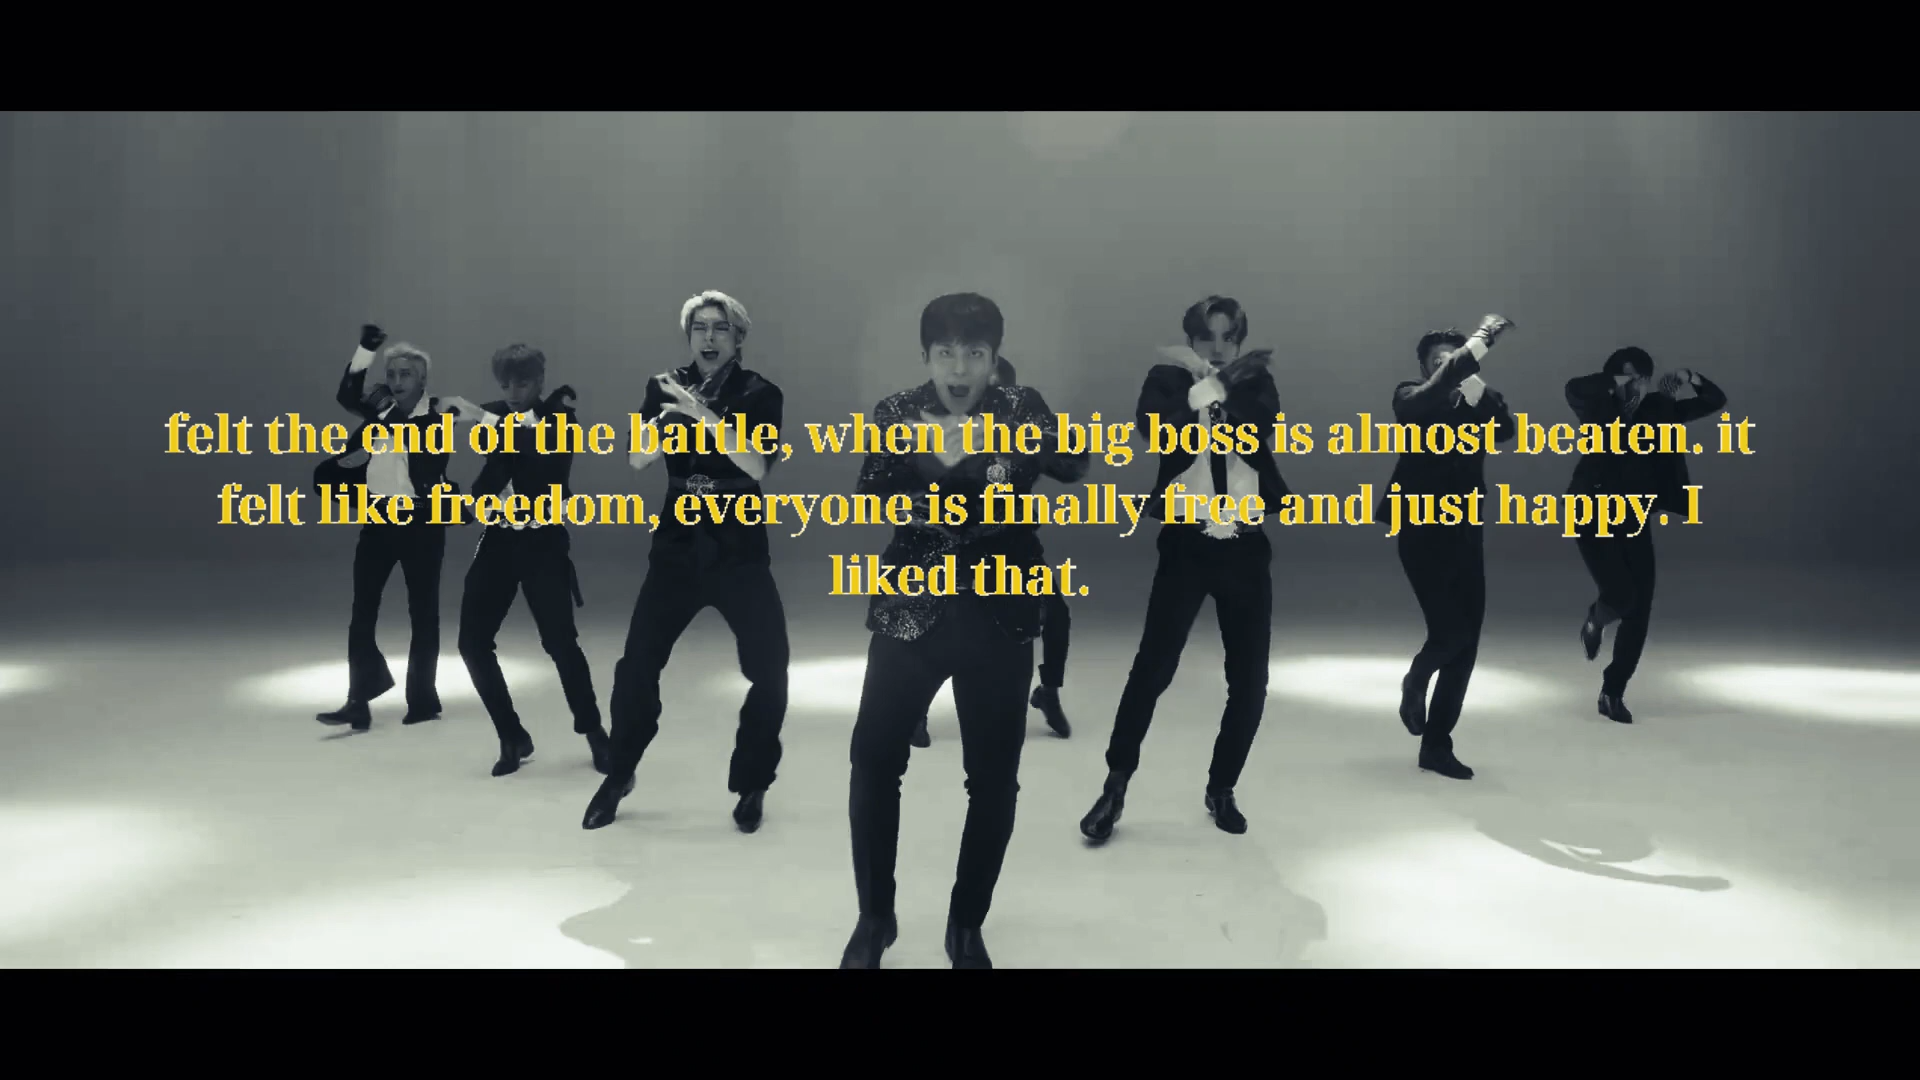 felt the end of the battle, when the big boss is almost beaten. it
felt like freedom, everyone is finally free and just happy. I
liked that.